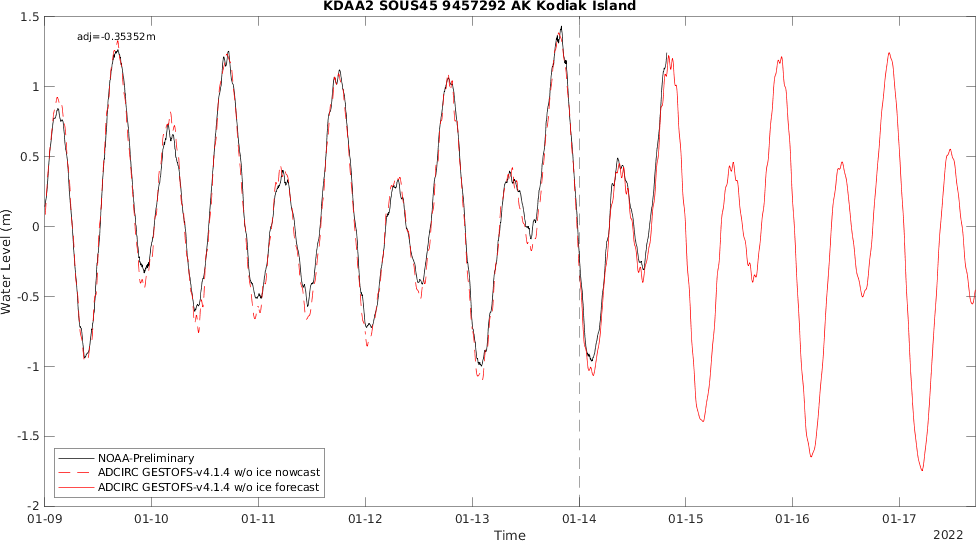 KDAA2 SOUS45 9457292 AK Kodiak Island
adj=-0.35352m
1.5
1
0.5
0
-0.5
-1
-1.5
-2
Water Level (m)
NOAA-Preliminary
ADCIRC GESTOFS-v4.1.4 w/o ice nowcast
ADCIRC GESTOFS-v4.1.4 w/o ice forecast
01-09 01-10 01-11 01-12 01-13 01-14 01-15 01-16 01-17
Time
2022